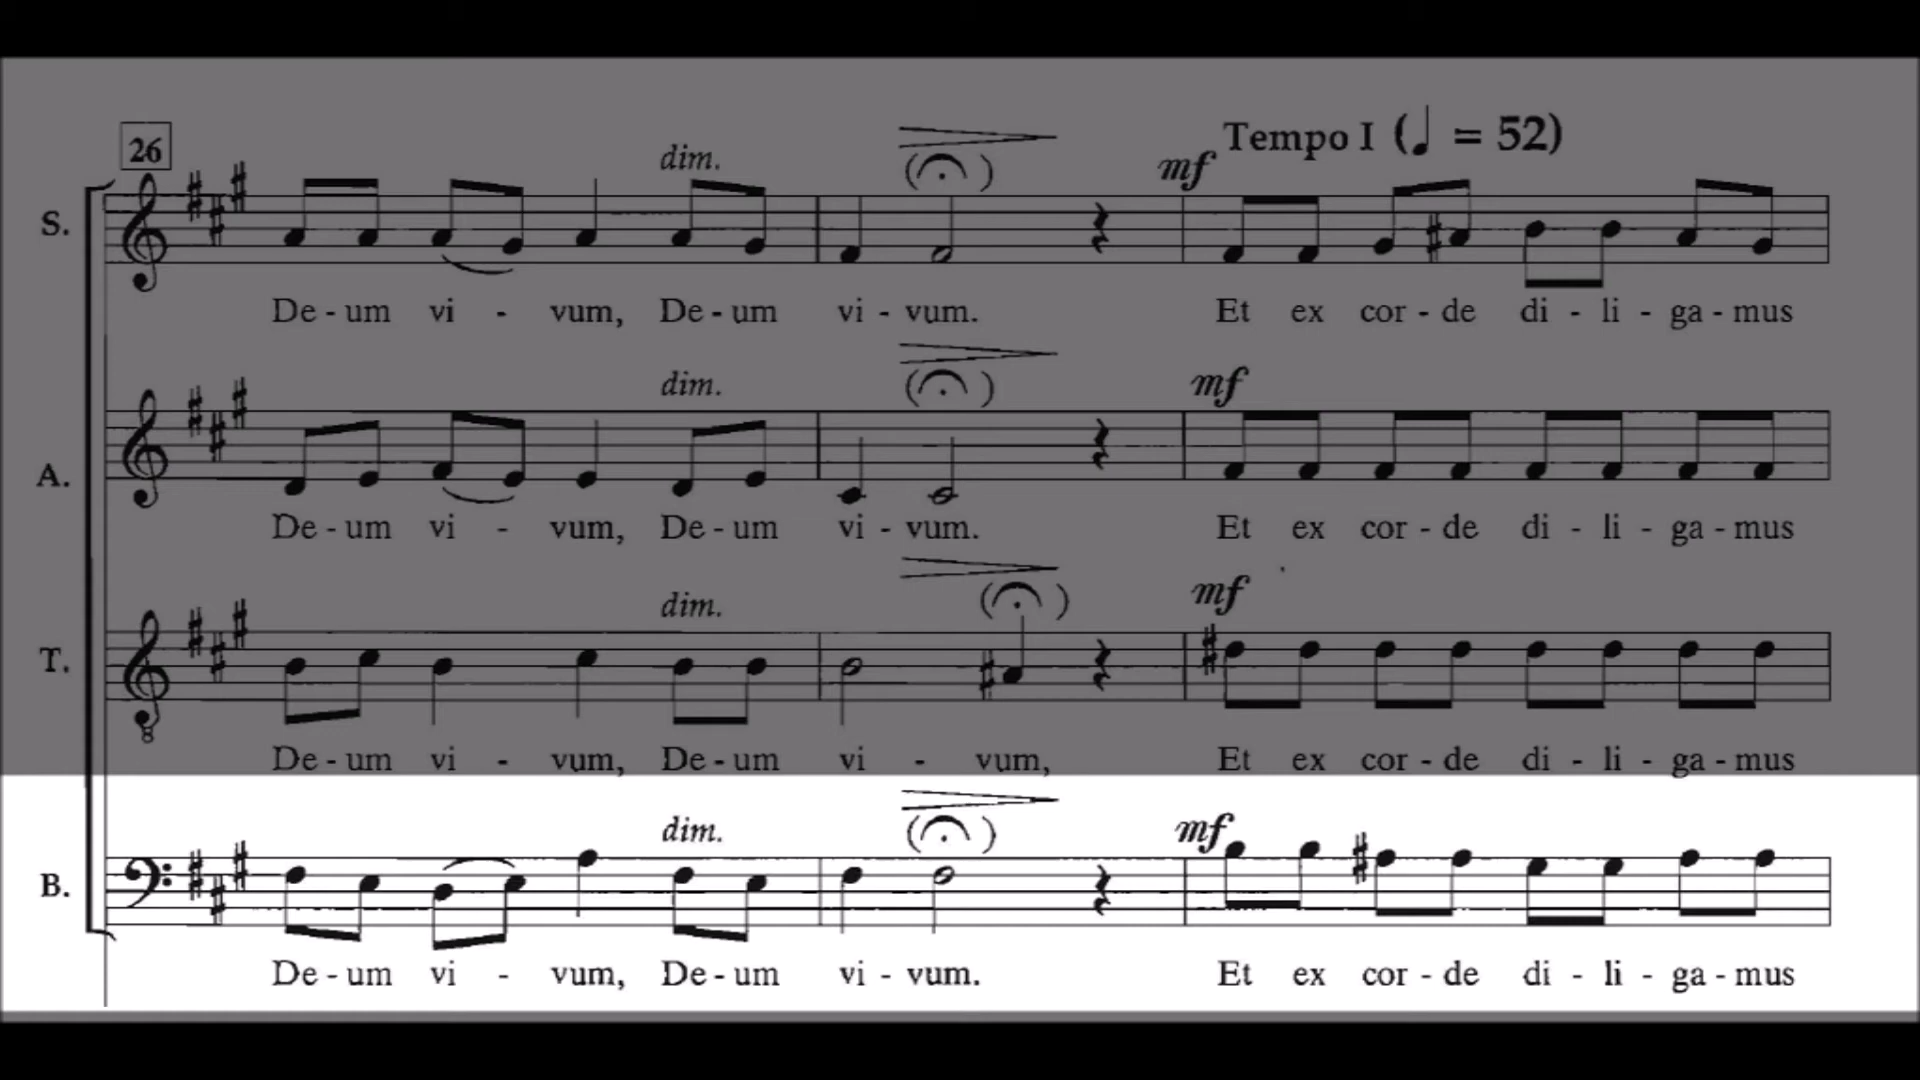 26
Tempo I (♩ = 52)
dim.
mf
S.
De - um vi - vum, De - um vi - vum. Et ex cor - de di - li - ga - mus
dim.
mf
A.
De - um vi - vum, De - um vi - vum. Et ex cor - de di - li - ga - mus
dim.
mf
T.
8
De - um vi - vum, De - um vi - vum, Et ex cor - de di - li - ga - mus
dim.
mf
B.
De - um vi - vum, De - um vi - vum. Et ex cor - de di - li - ga - mus